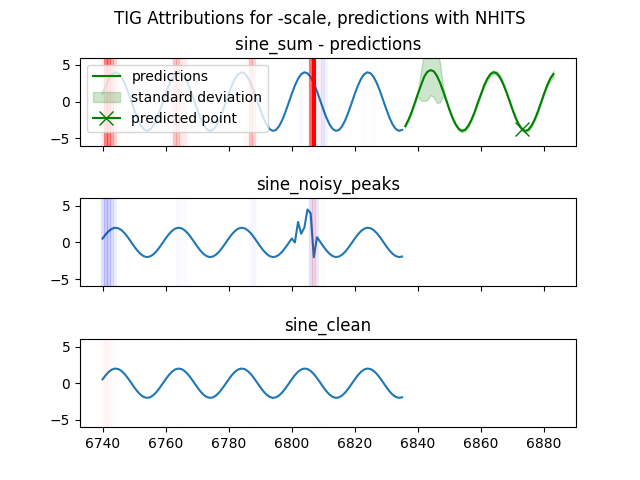 TIG Attributions for -scale, predictions with NHITS
sine_sum - predictions
5
0
−5
predictions
standard deviation
predicted point
sine_noisy_peaks
5
0
−5
sine_clean
5
0
−5
6740 6760 6780 6800 6820 6840 6860 6880